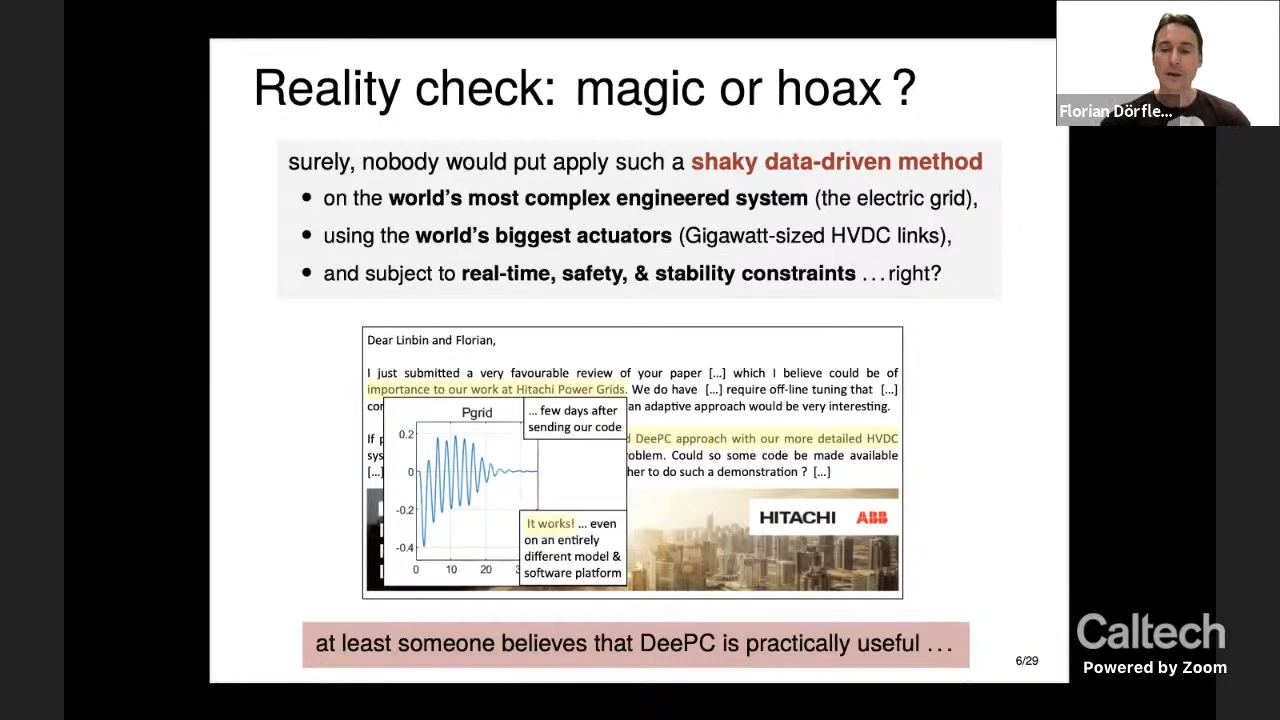 Reality check: magic or hoax ?
surely, nobody would put apply such a shaky data-driven method
• on the world's most complex engineered system (the electric grid),
• using the world's biggest actuators (Gigawatt-sized HVDC links),
• and subject to real-time, safety, & stability constraints ... right?
Dear Linbin and Florian,
I just submitted a very favourable review of your paper [...] which I believe could be of
importance to our work at Hitachi Power Grids. We do have [...] require off-line tuning that [...]
an adaptive approach would be very interesting.
If
DeePC approach with our more detailed HVDC
Could so some code be made available
[...] to do such a demonstration ? [...]
Pgrid
0.2
0
-0.2
-0.4
0 10 20
... few days after
sending our code
It works! ... even
on an entirely
different model &
software platform
HITACHI ABB
at least someone believes that DeePC is practically useful ...
6/29
Florian Dörfle...
Caltech
Powered by Zoom